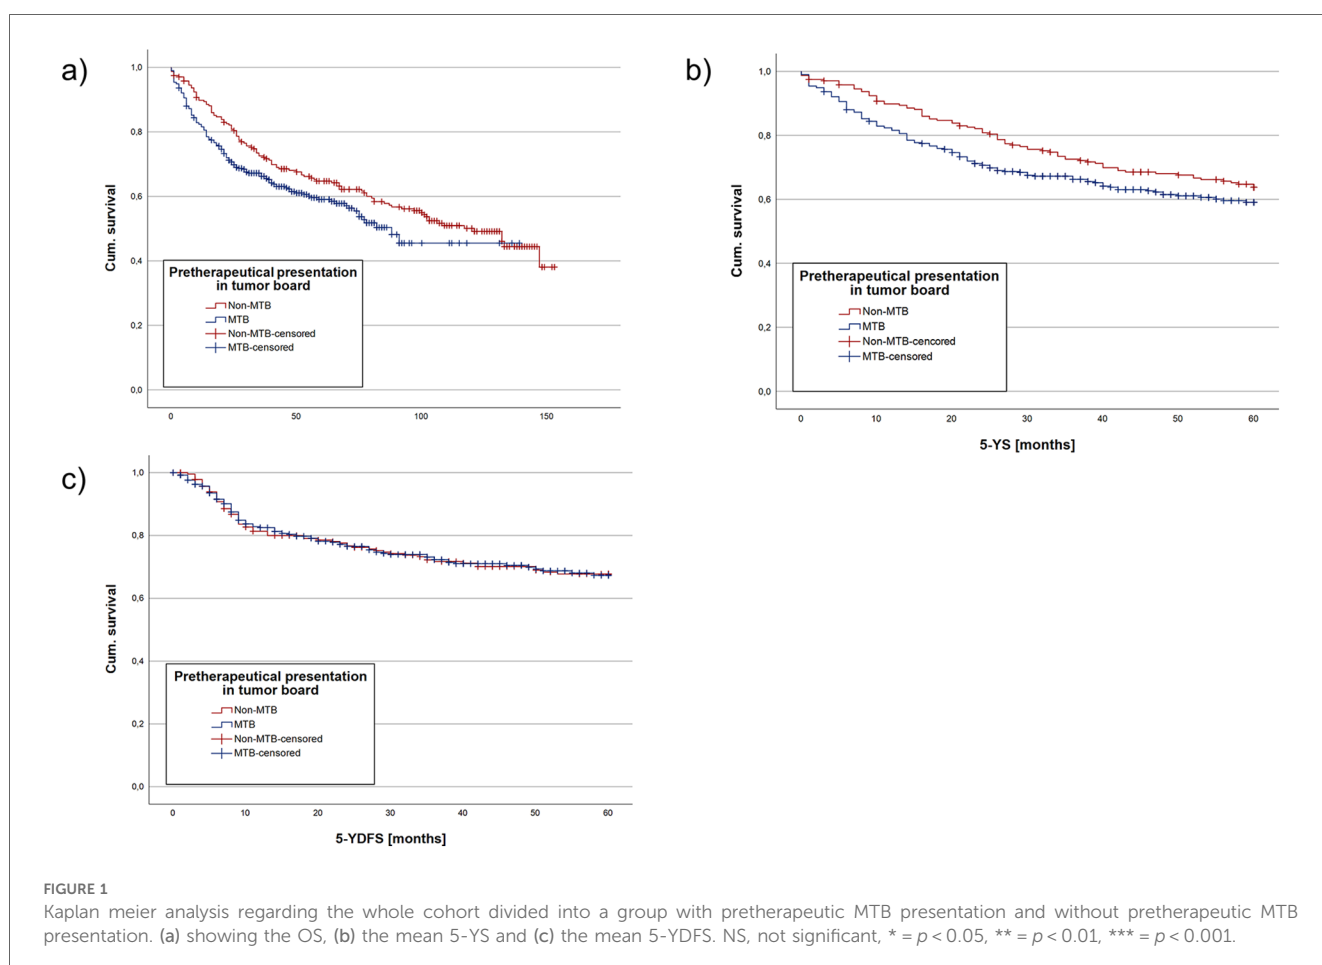 a)
1,0
0,8
0,6
0,4
0,2
0,0
Cum. survival
Pretherapeutical presentation
in tumor board
Non-MTB
MTB
Non-MTB-censored
MTB-censored
0 50 100 150
b)
1,0
0,8
0,6
0,4
0,2
0,0
Cum. survival
Pretherapeutical presentation
in tumor board
Non-MTB
MTB
Non-MTB-cencored
MTB-censored
0 10 20 30 40 50 60
5-YS [months]
c)
1,0
0,8
0,6
0,4
0,2
0,0
Cum. survival
Pretherapeutical presentation
in tumor board
Non-MTB
MTB
Non-MTB-censored
MTB-censored
0 10 20 30 40 50 60
5-YDFS [months]
FIGURE 1
Kaplan meier analysis regarding the whole cohort divided into a group with pretherapeutic MTB presentation and without pretherapeutic MTB
presentation. (a) showing the OS, (b) the mean 5-YS and (c) the mean 5-YDFS. NS, not significant, * = p < 0.05, ** = p < 0.01, *** = p < 0.001.